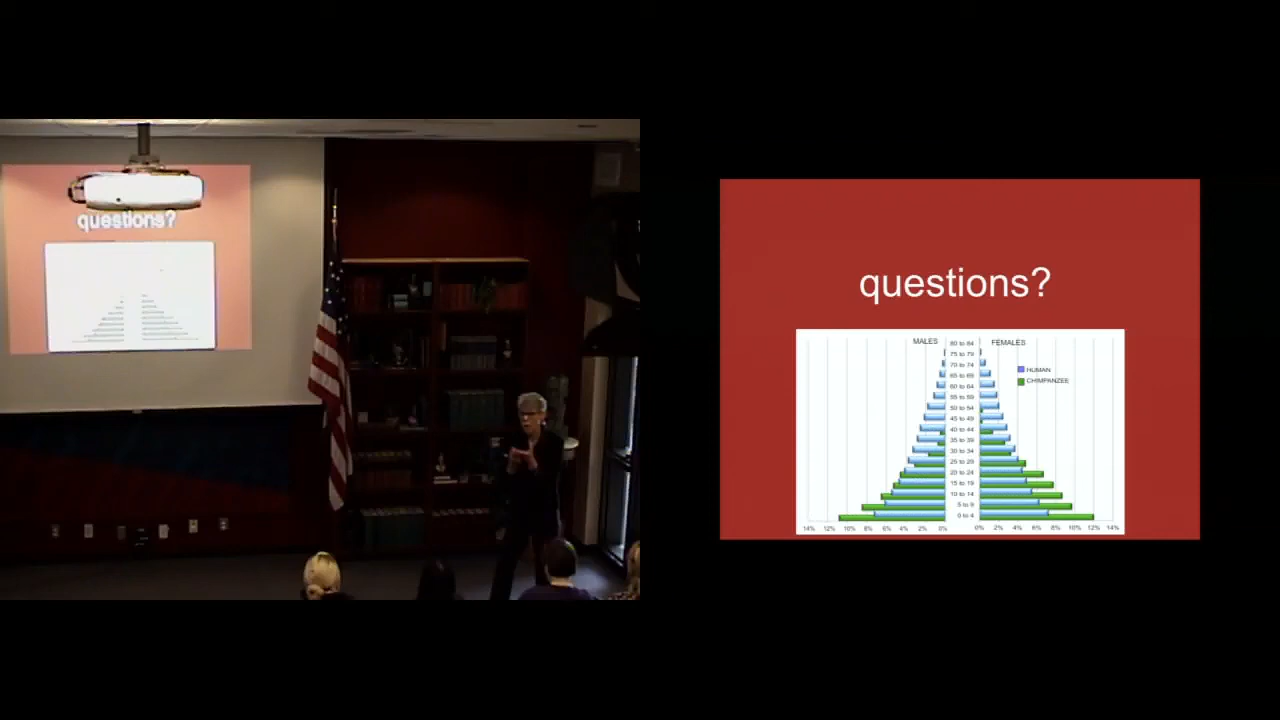 questions?
questions?
MALES
FEMALES
80 to 84
75 to 79
70 to 74
65 to 69
60 to 64
55 to 59
50 to 54
45 to 49
40 to 44
35 to 39
30 to 34
25 to 29
20 to 24
15 to 19
10 to 14
5 to 9
0 to 4
HUMAN
CHIMPANZEE
14% 12% 10% 8% 6% 4% 2% 0%
0% 2% 4% 6% 8% 10% 12% 14%